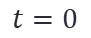 t = 0